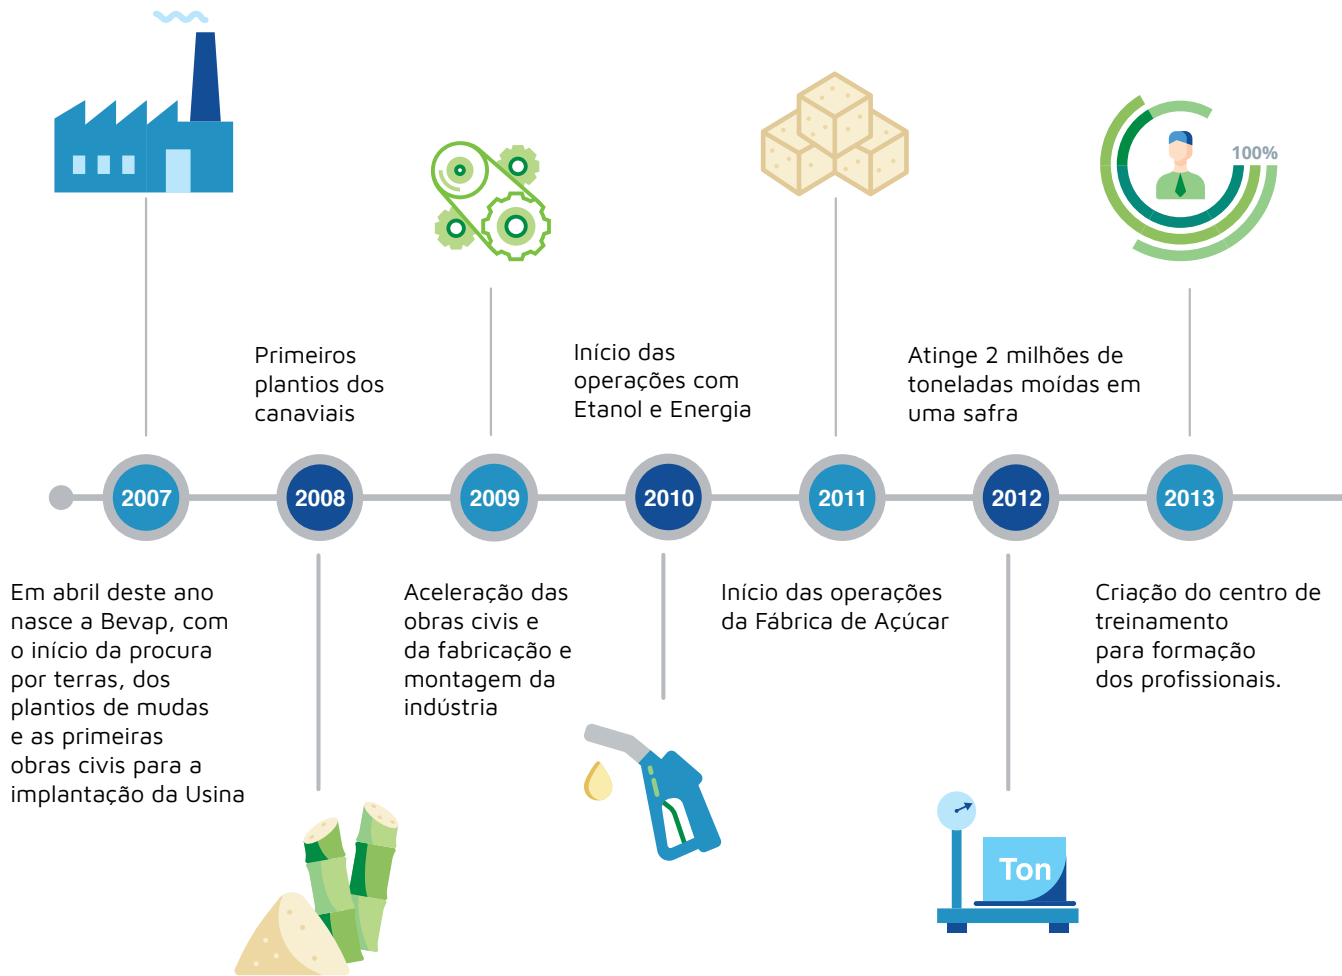 100%
Primeiros
plantios dos
canaviais
Início das
operações com
Etanol e Energia
Atinge 2 milhões de
toneladas moídas em
uma safra
2007
2008
2009
2010
2011
2012
2013
Em abril deste ano
nasce a Bevap, com
o início da procura
por terras, dos
plantios de mudas
e as primeiras
obras civis para a
implantação da Usina
Aceleração das
obras civis e
da fabricação e
montagem da
indústria
Início das operações
da Fábrica de Açúcar
Criação do centro de
treinamento
para formação
dos profissionais.
Ton